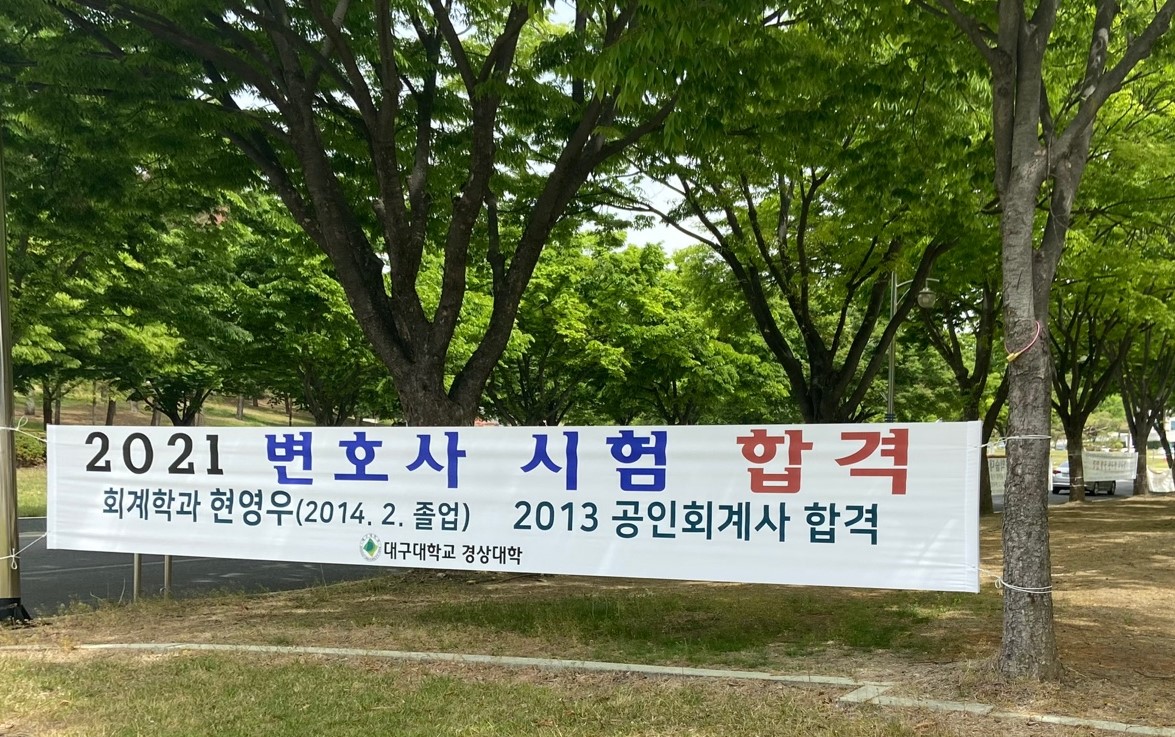 2021 변호사 시험 합격
회계학과 현영우(2014. 2. 졸업) 2013 공인회계사 합격
대구대학교 경상대학